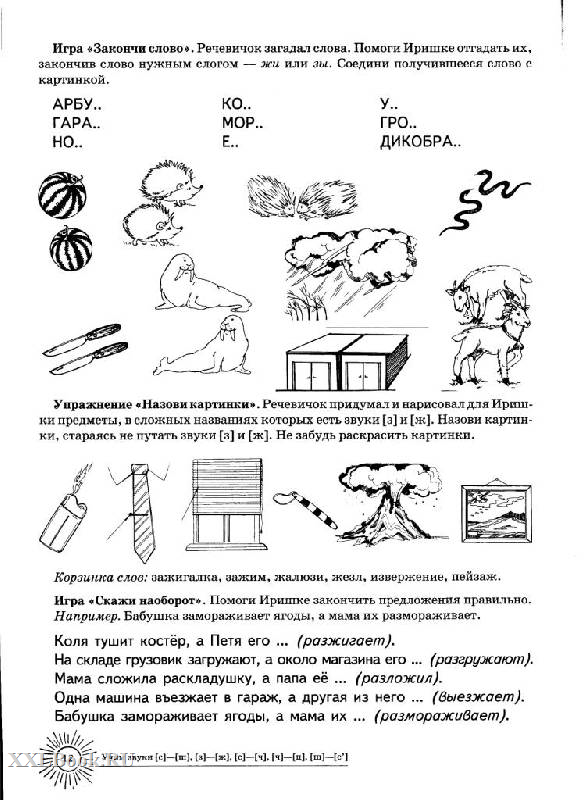 Игра «Закончи слово». Речевичок загадал слова. Помоги Иришке отгадать их,
закончив слово нужным слогом — жи или зы. Соедини получившееся слово с
картинкой.
АРБУ.. КО.. У..
ГАРА.. МОР.. ГРО..
НО.. Е.. ДИКОБРА..
Упражнение «Назови картинки». Речевичок придумал и нарисовал для Ириш-
ки предметы, в сложных названиях которых есть звуки [з] и [ж]. Назови картин-
ки, стараясь не путать звуки [з] и [ж]. Не забудь раскрасить картинки.
Корзинка слов: зажигалка, зажим, жалюзи, жезл, извержение, пейзаж.
Игра «Скажи наоборот». Помоги Иришке закончить предложения правильно.
Например. Бабушка замораживает ягоды, а мама их размораживает.
Коля тушит костёр, а Петя его ... (разжигает).
На складе грузовик загружают, а около магазина его ... (разгружают).
Мама сложила раскладушку, а папа её ... (разложил).
Одна машина въезжает в гараж, а другая из него ... (выезжает).
Бабушка замораживает ягоды, а мама их ... (размораживает).
звуки [с]—[ш], [з]—[ж], [с]—[ч], [ч]—[ц], [ш]—[с']